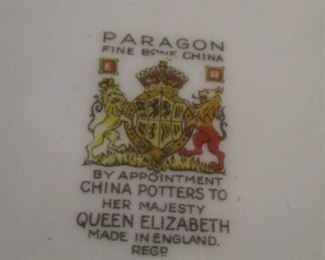 PARAGON
FINE BONE CHINA
E R
BY APPOINTMENT
CHINA POTTERS TO
HER MAJESTY
QUEEN ELIZABETH
MADE IN ENGLAND.
REGD